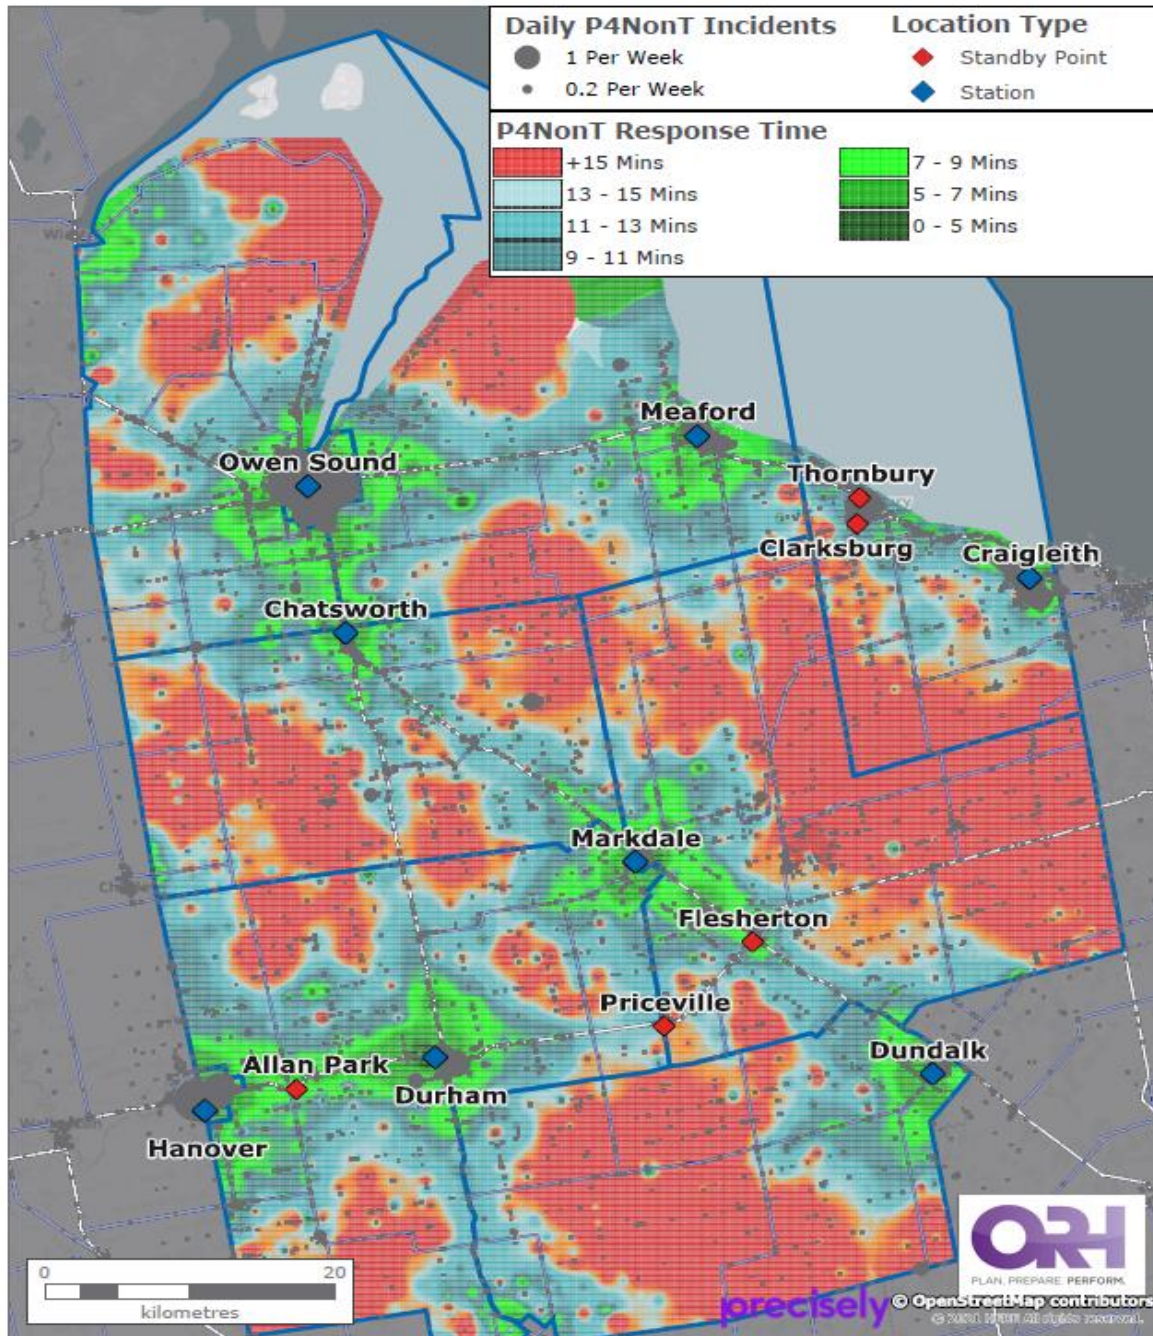 Daily P4NonT Incidents
1 Per Week
0.2 Per Week
Location Type
Standby Point
Station
P4NonT Response Time
+15 Mins
13 - 15 Mins
11 - 13 Mins
9 - 11 Mins
7 - 9 Mins
5 - 7 Mins
0 - 5 Mins
Meaford
Owen Sound
Thornbury
Clarksburg
Craigleith
Chatsworth
Markdale
Flesherton
Priceville
Dundalk
Allan Park
Durham
Hanover
0 20
kilometres
ORH
PLAN. PREPARE. PERFORM.
precisely
© OpenStreetMap contributors